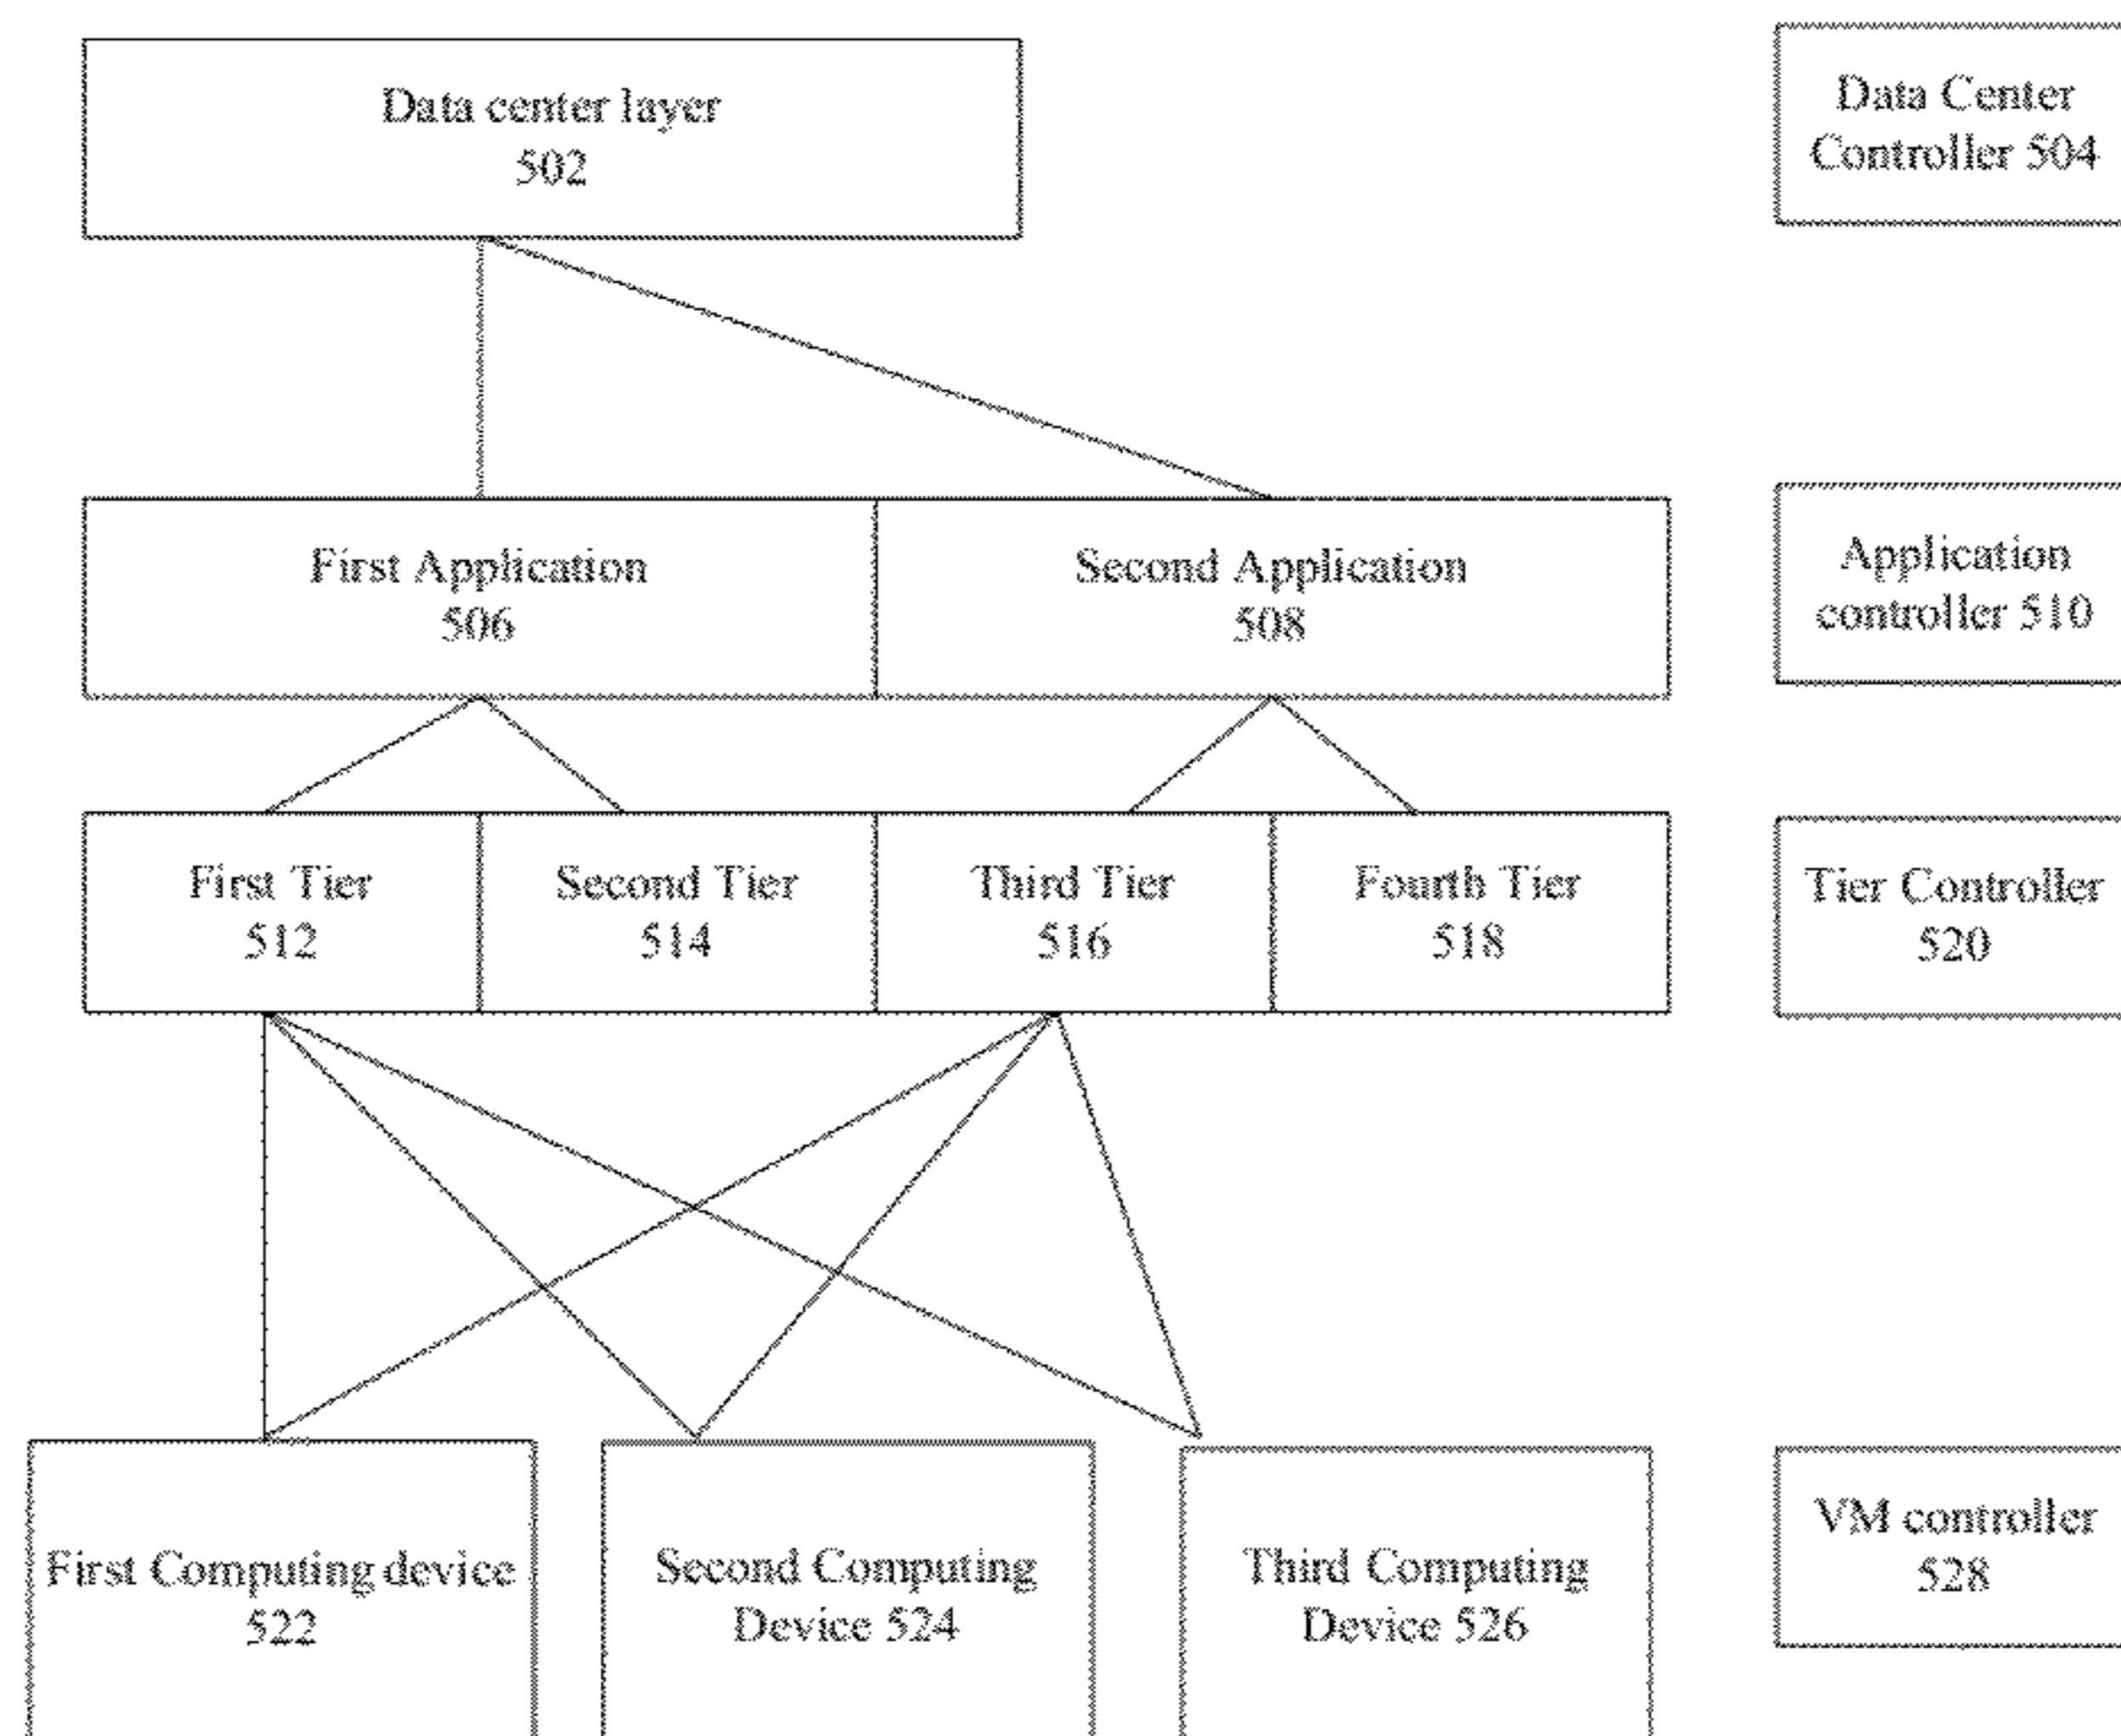 Data center layer
502
Data Center
Controller 504
First Application
506
Second Application
508
Application
controller 510
First Tier
512
Second Tier
514
Third Tier
516
Fourth Tier
518
Tier Controller
520
First Computing device
522
Second Computing
Device 524
Third Computing
Device 526
VM controller
528